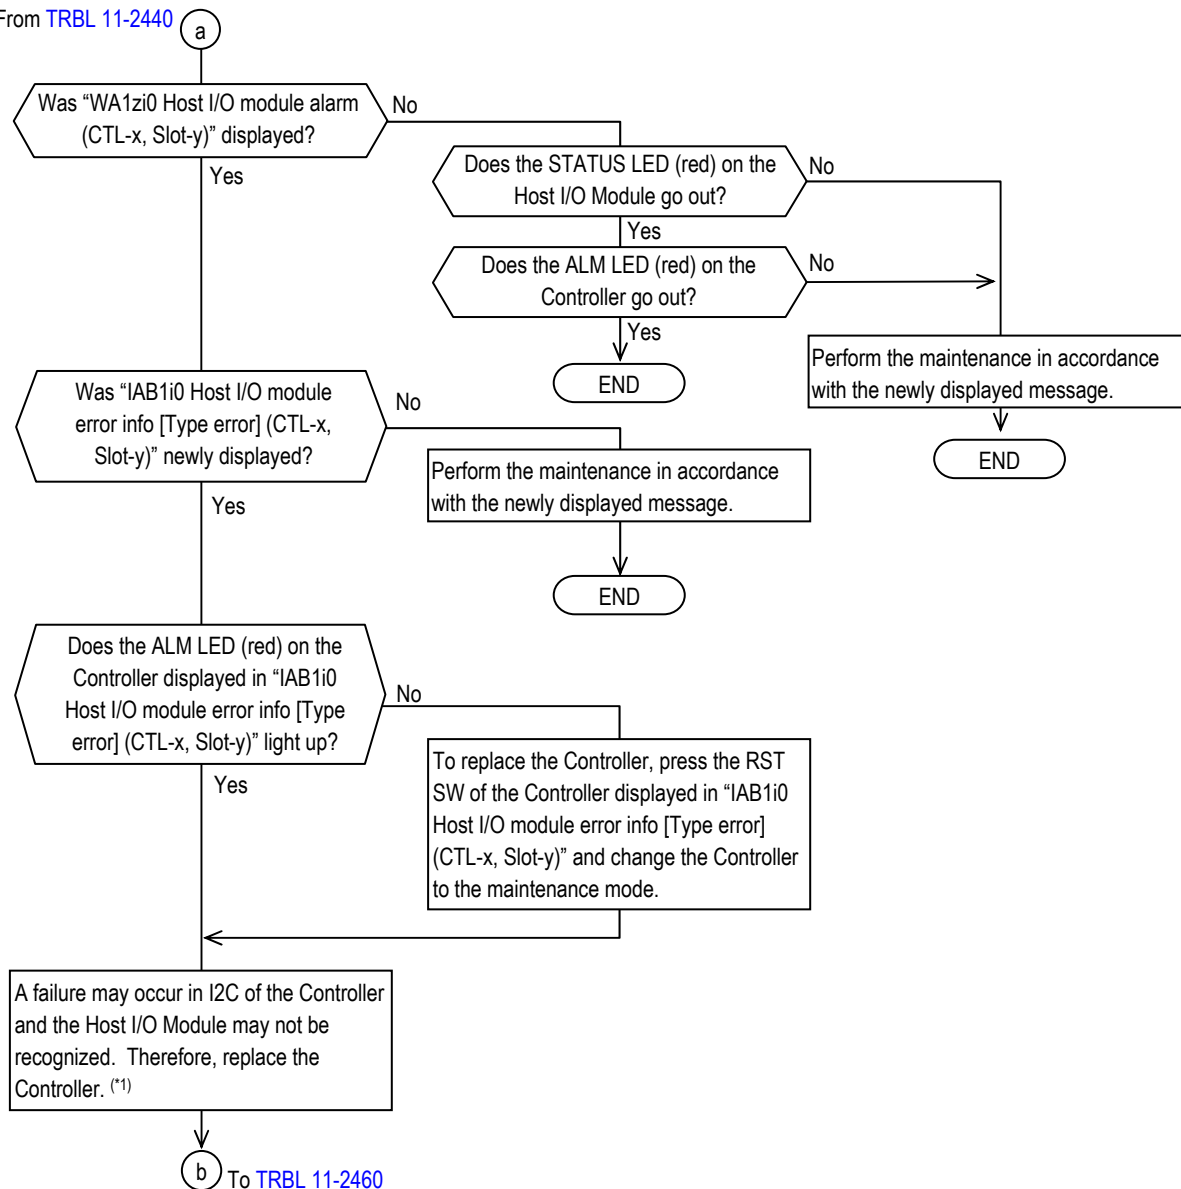 From TRBL 11-2440
a
Was “WA1zi0 Host I/O module alarm
(CTL-x, Slot-y)” displayed?
No
Yes
Does the STATUS LED (red) on the
Host I/O Module go out?
No
Yes
Does the ALM LED (red) on the
Controller go out?
No
Yes
END
Perform the maintenance in accordance
with the newly displayed message.
END
Was “IAB1i0 Host I/O module
error info [Type error] (CTL-x,
Slot-y)” newly displayed?
No
Yes
Perform the maintenance in accordance
with the newly displayed message.
END
Does the ALM LED (red) on the
Controller displayed in “IAB1i0
Host I/O module error info [Type
error] (CTL-x, Slot-y)” light up?
No
Yes
To replace the Controller, press the RST
SW of the Controller displayed in “IAB1i0
Host I/O module error info [Type error]
(CTL-x, Slot-y)” and change the Controller
to the maintenance mode.
A failure may occur in I2C of the Controller
and the Host I/O Module may not be
recognized. Therefore, replace the
Controller. (*1)
b
To TRBL 11-2460